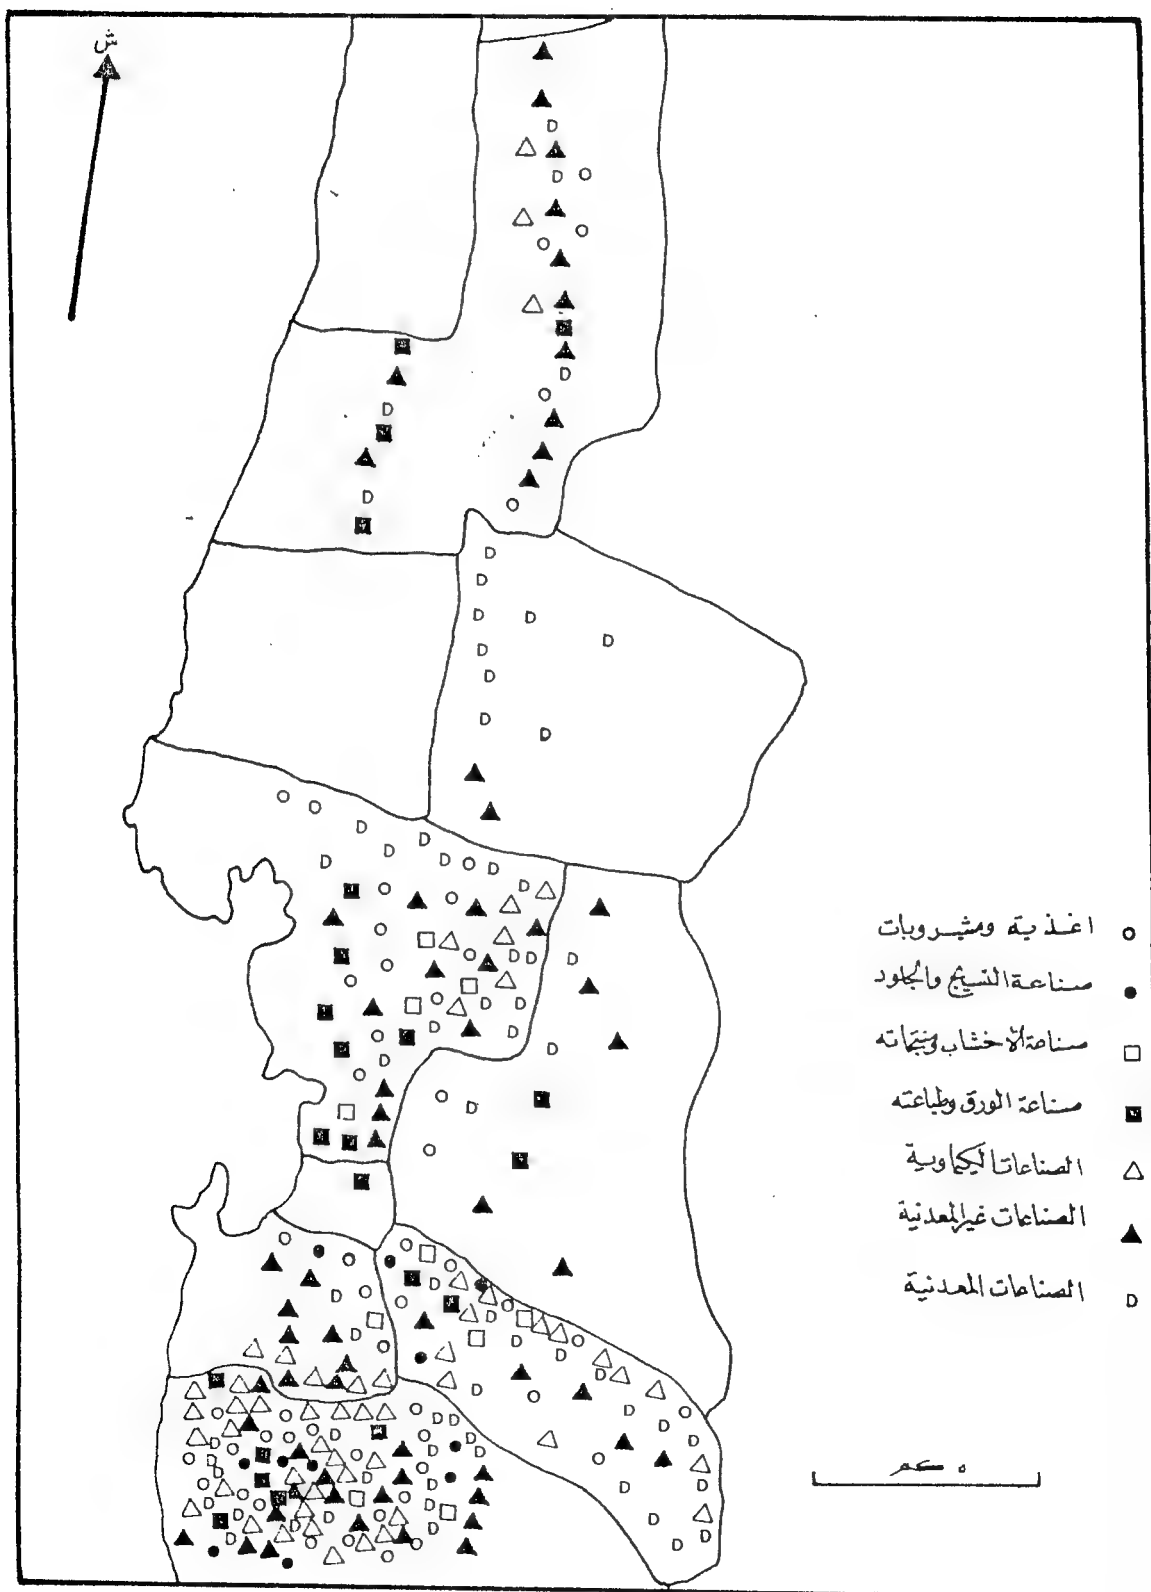 ش
اغذية ومشروبات
صناعة النسيج والجلود
صناعة الاخشاب ومنتجاته
صناعة الورق وطباعته
الصناعات الكيماوية
الصناعات غير المعدنية
الصناعات المعدنية
٥ كم